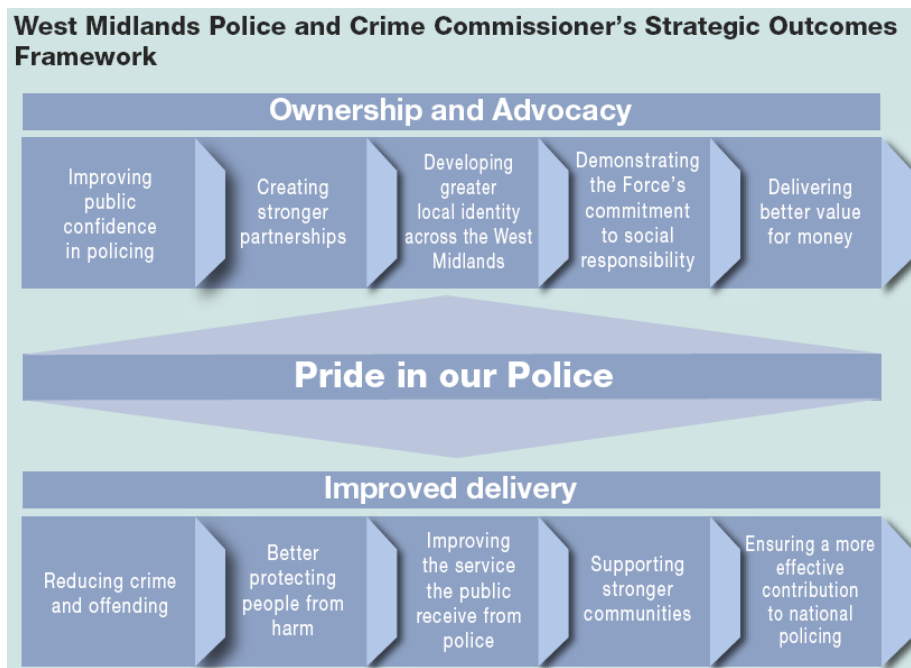 West Midlands Police and Crime Commissioner's Strategic Outcomes
Framework
Ownership and Advocacy
Improving
public
confidence
in policing
Creating
stronger
partnerships
Developing
greater
local identity
across the West
Midlands
Demonstrating
the Force's
commitment
to social
responsibility
Delivering
better value
for money
Pride in our Police
Improved delivery
Reducing crime
and offending
Better
protecting
people from
harm
Improving
the service
the public
receive from
police
Supporting
stronger
communities
Ensuring a more
effective
contribution
to national
policing